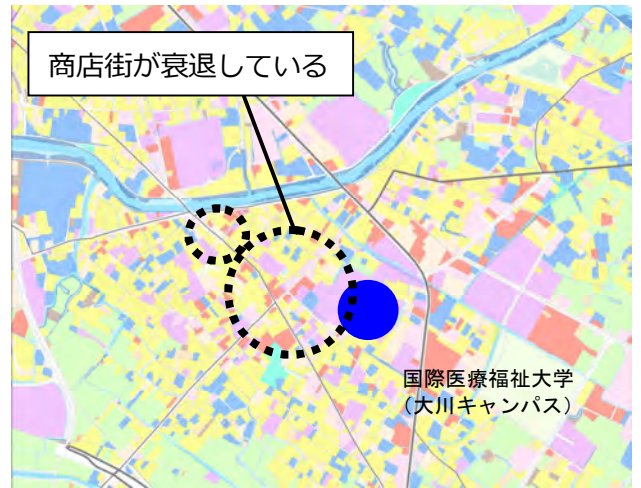 商店街が衰退している
国際医療福祉大学
（大川キャンパス）